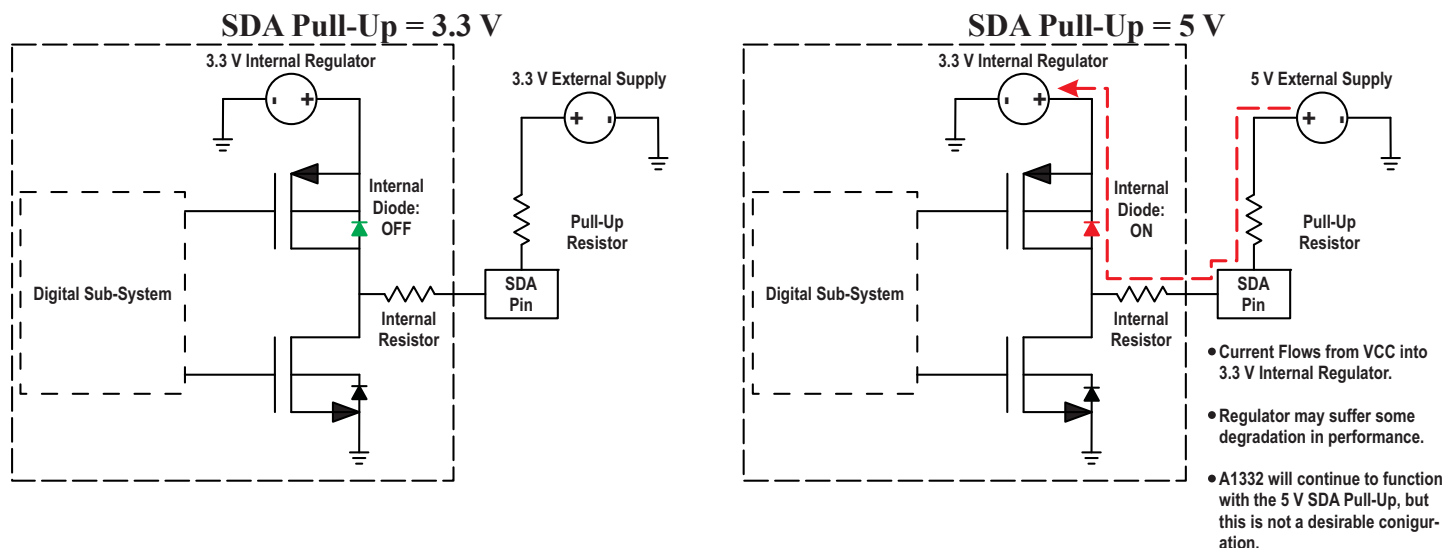 SDA Pull-Up = 3.3 V
3.3 V Internal Regulator
3.3 V External Supply
- +
+ -
Internal
Diode:
OFF
Pull-Up
Resistor
Digital Sub-System
SDA
Pin
Internal
Resistor
SDA Pull-Up = 5 V
3.3 V Internal Regulator
5 V External Supply
- +
+ -
Internal
Diode:
ON
Pull-Up
Resistor
Digital Sub-System
SDA
Pin
Internal
Resistor
• Current Flows from VCC into
3.3 V Internal Regulator.
• Regulator may suffer some
degradation in performance.
• A1332 will continue to function
with the 5 V SDA Pull-Up, but
this is not a desirable conigur-
ation.